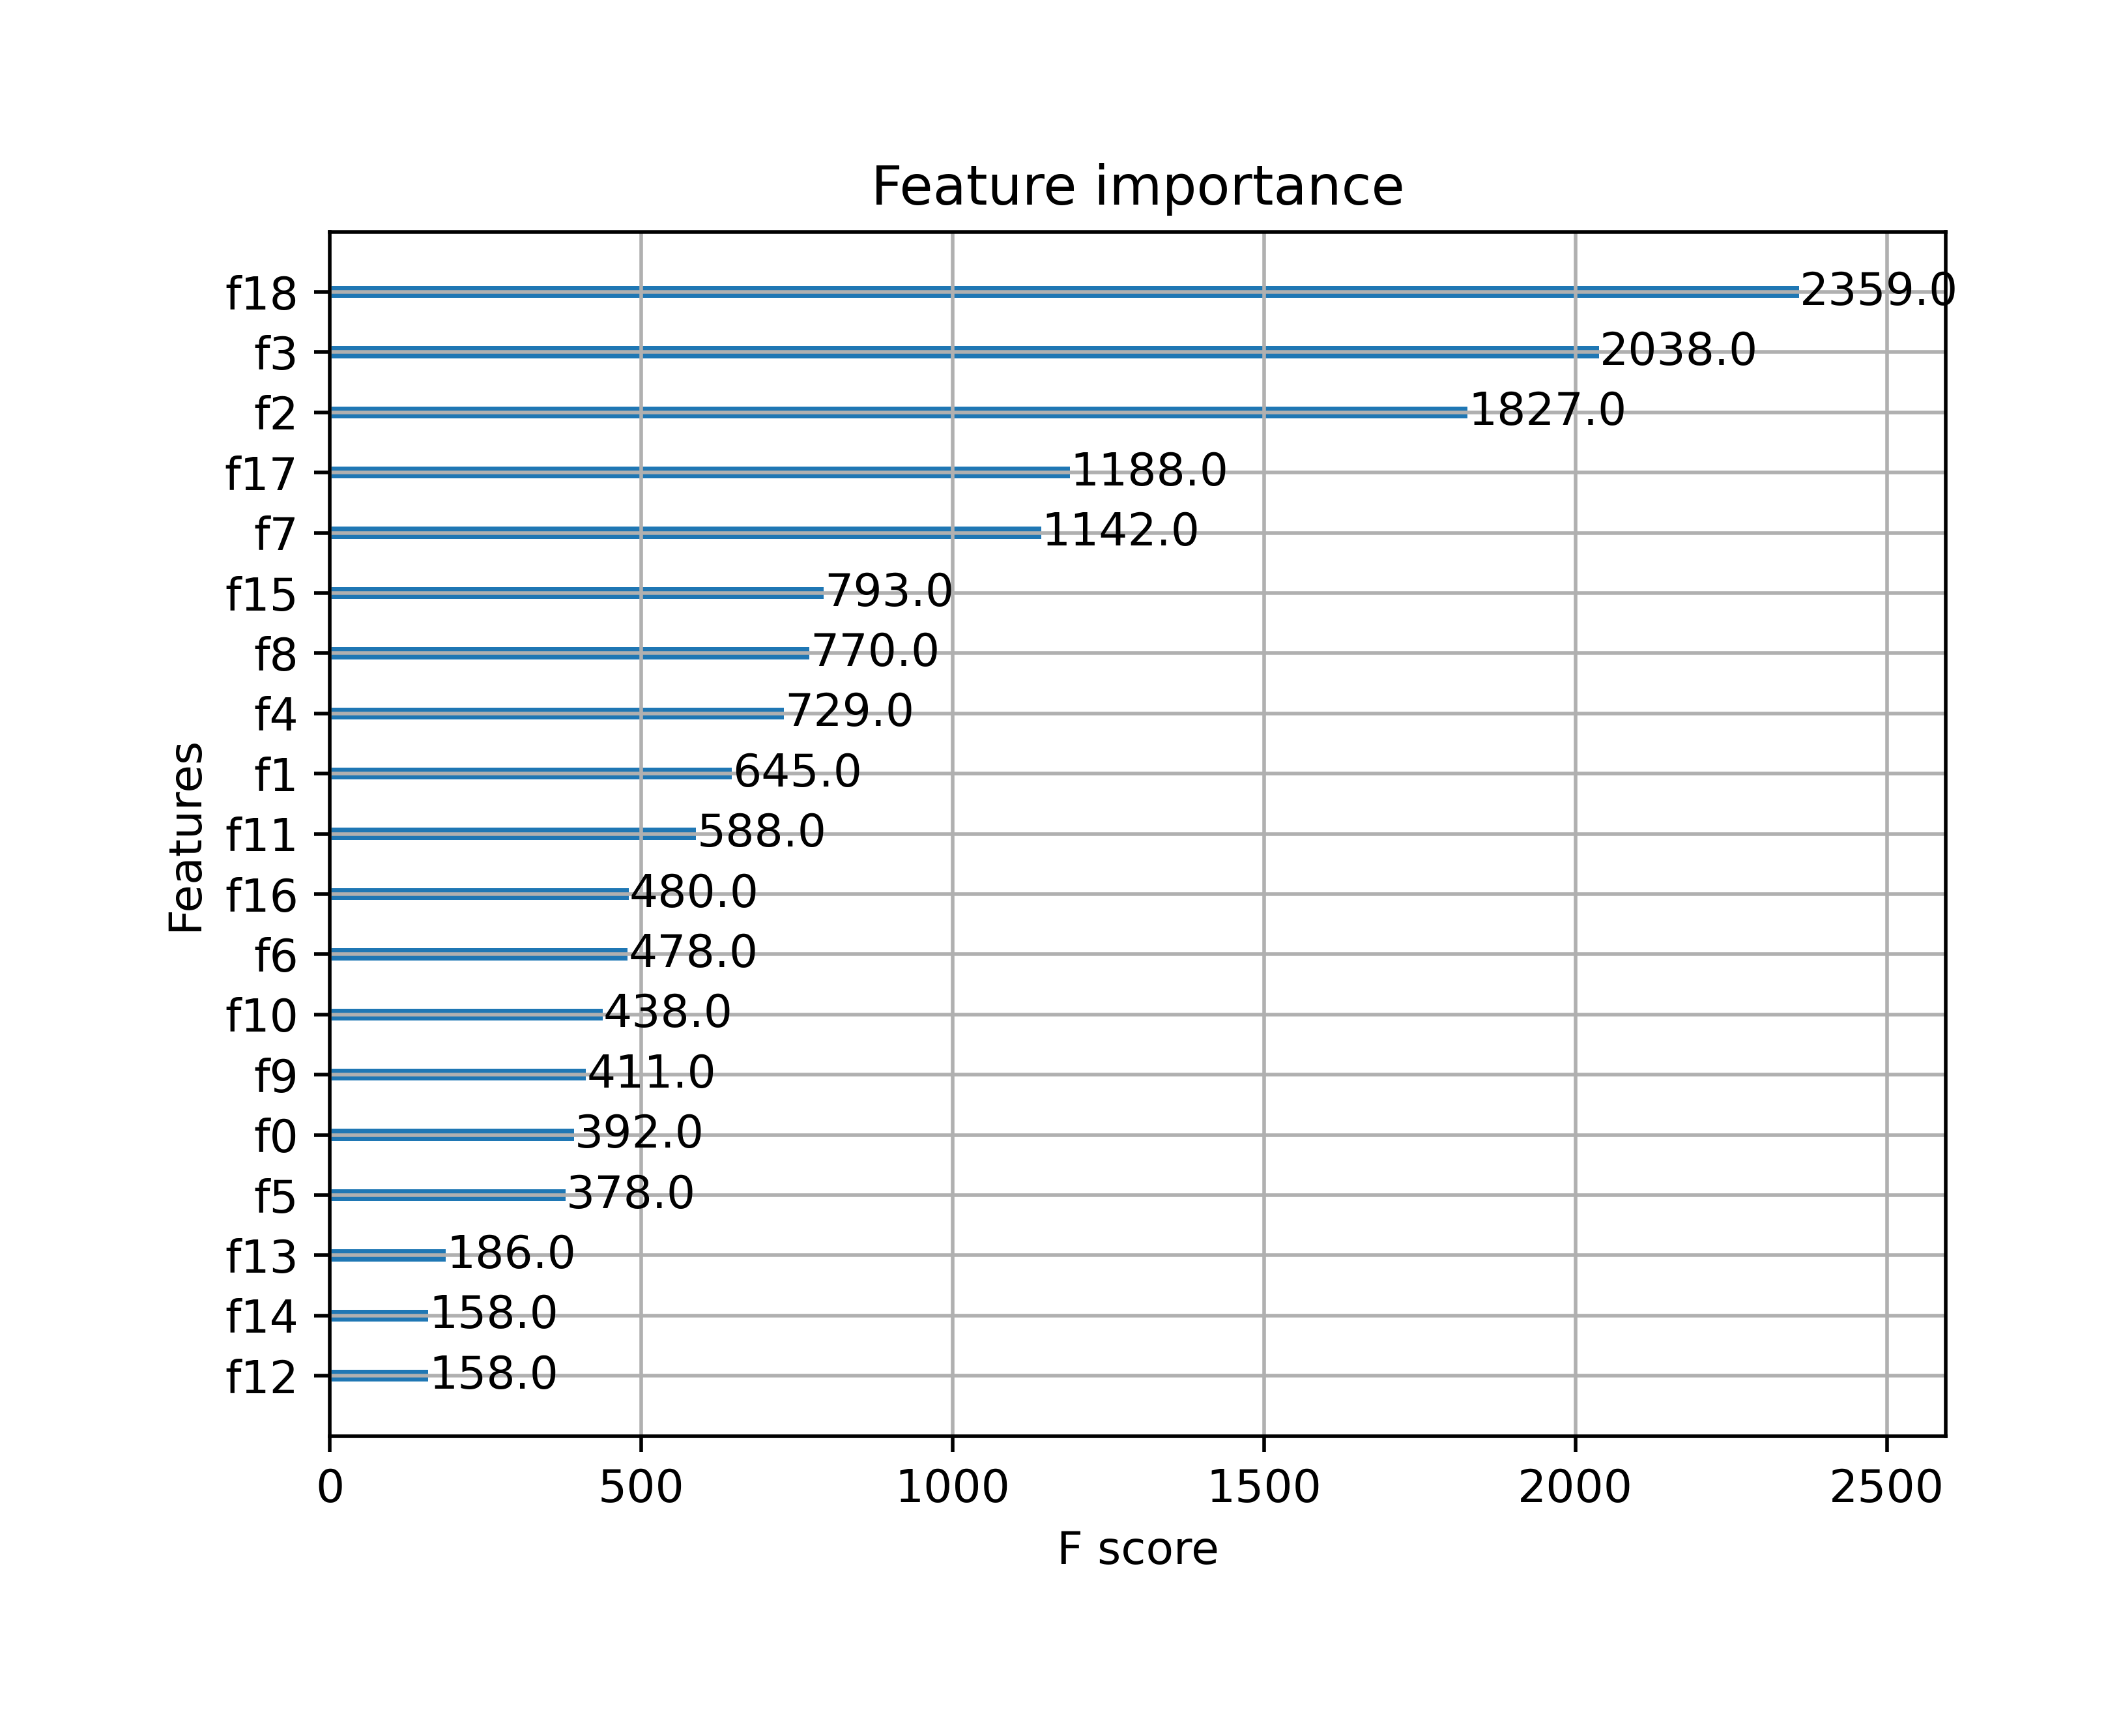 Feature importance
f18 2359.0
f3 2038.0
f2 1827.0
f17 1188.0
f7 1142.0
f15 793.0
f8 770.0
f4 729.0
f1 645.0
f11 588.0
f16 480.0
f6 478.0
f10 438.0
f9 411.0
f0 392.0
f5 378.0
f13 186.0
f14 158.0
f12 158.0
Features
0 500 1000 1500 2000 2500
F score